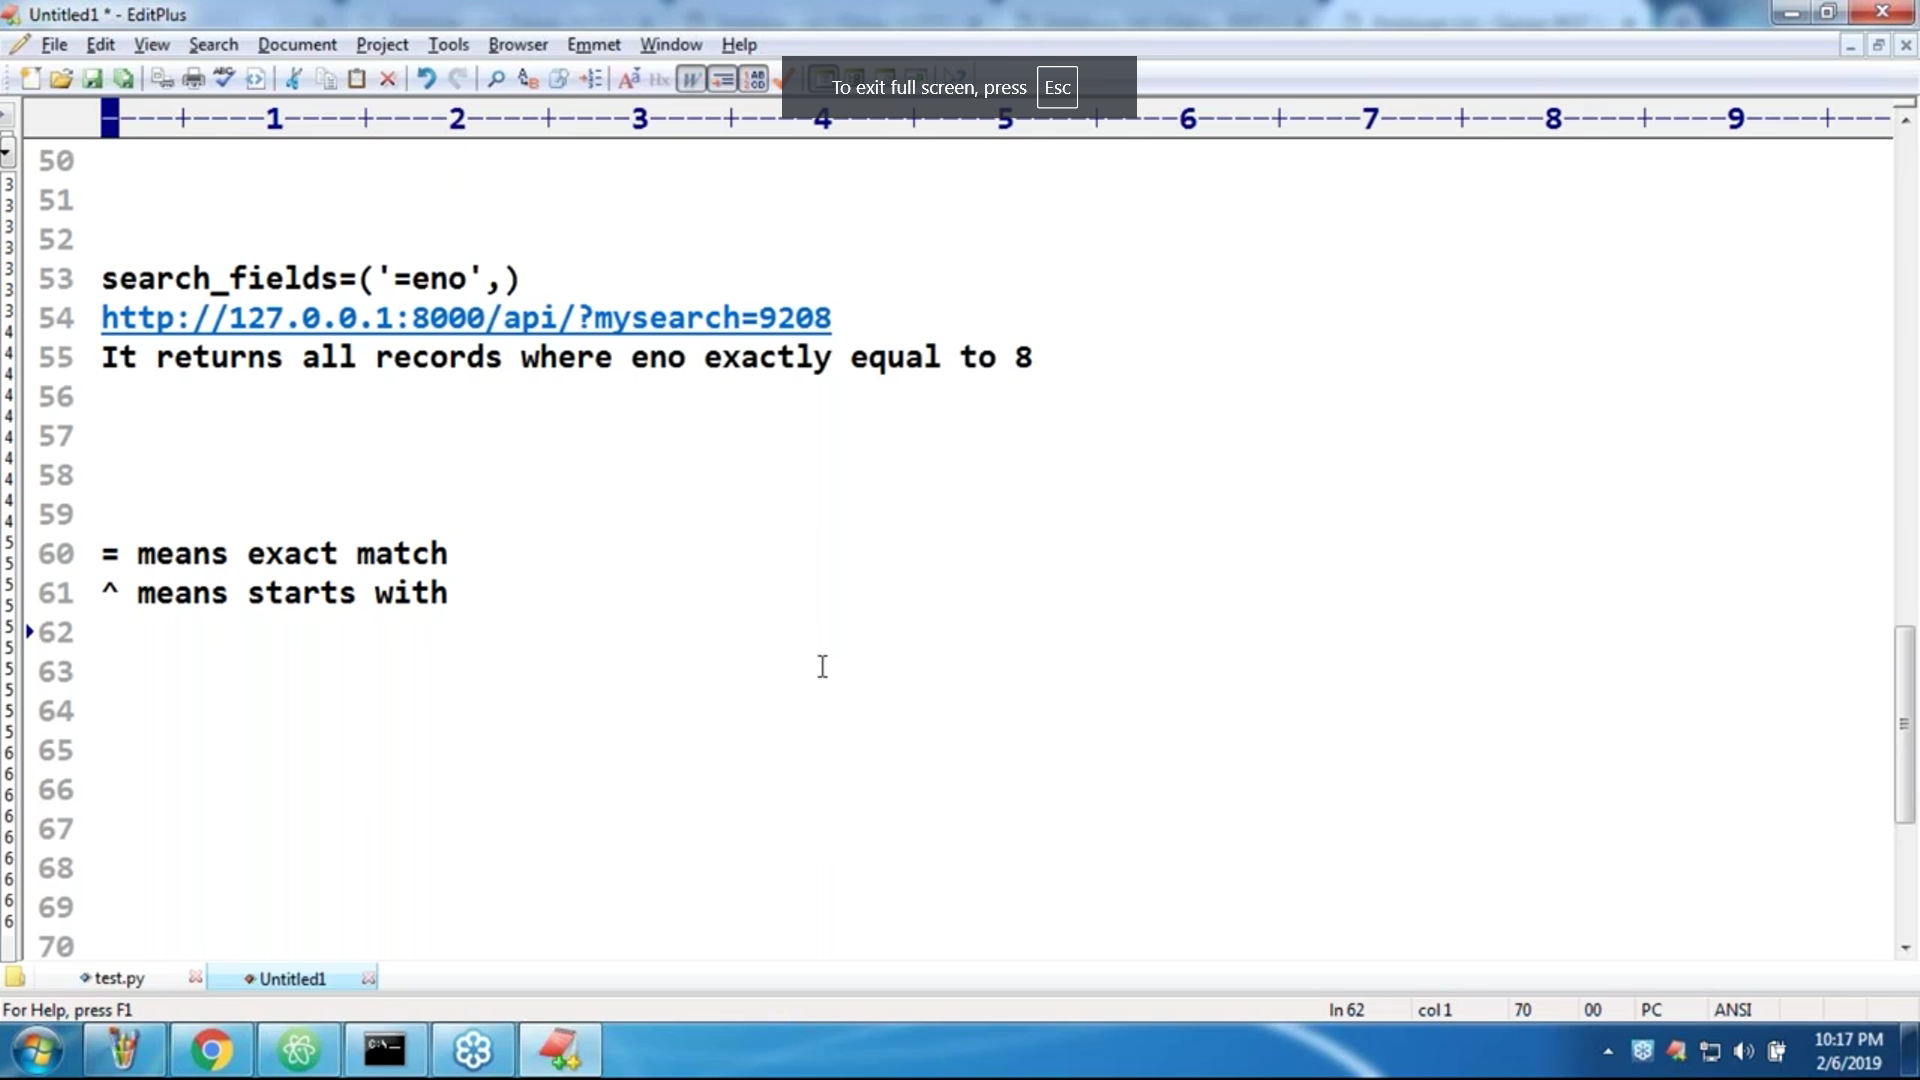 Untitled1 * - EditPlus
File Edit View Search Document Project Tools Browser Emmet Window Help
To exit full screen, press Esc
----+----1----+----2----+----3----+----4----+----5----+----6----+----7----+----8----+----9----+----
50
51
52
53 search_fields=('=eno',)
54 http://127.0.0.1:8000/api/?mysearch=9208
55 It returns all records where eno exactly equal to 8
56
57
58
59
60 = means exact match
61 ^ means starts with
62
63
64
65
66
67
68
69
70
test.py Untitled1
For Help, press F1 ln 62 col 1 70 00 PC ANSI
10:17 PM
2/6/2019